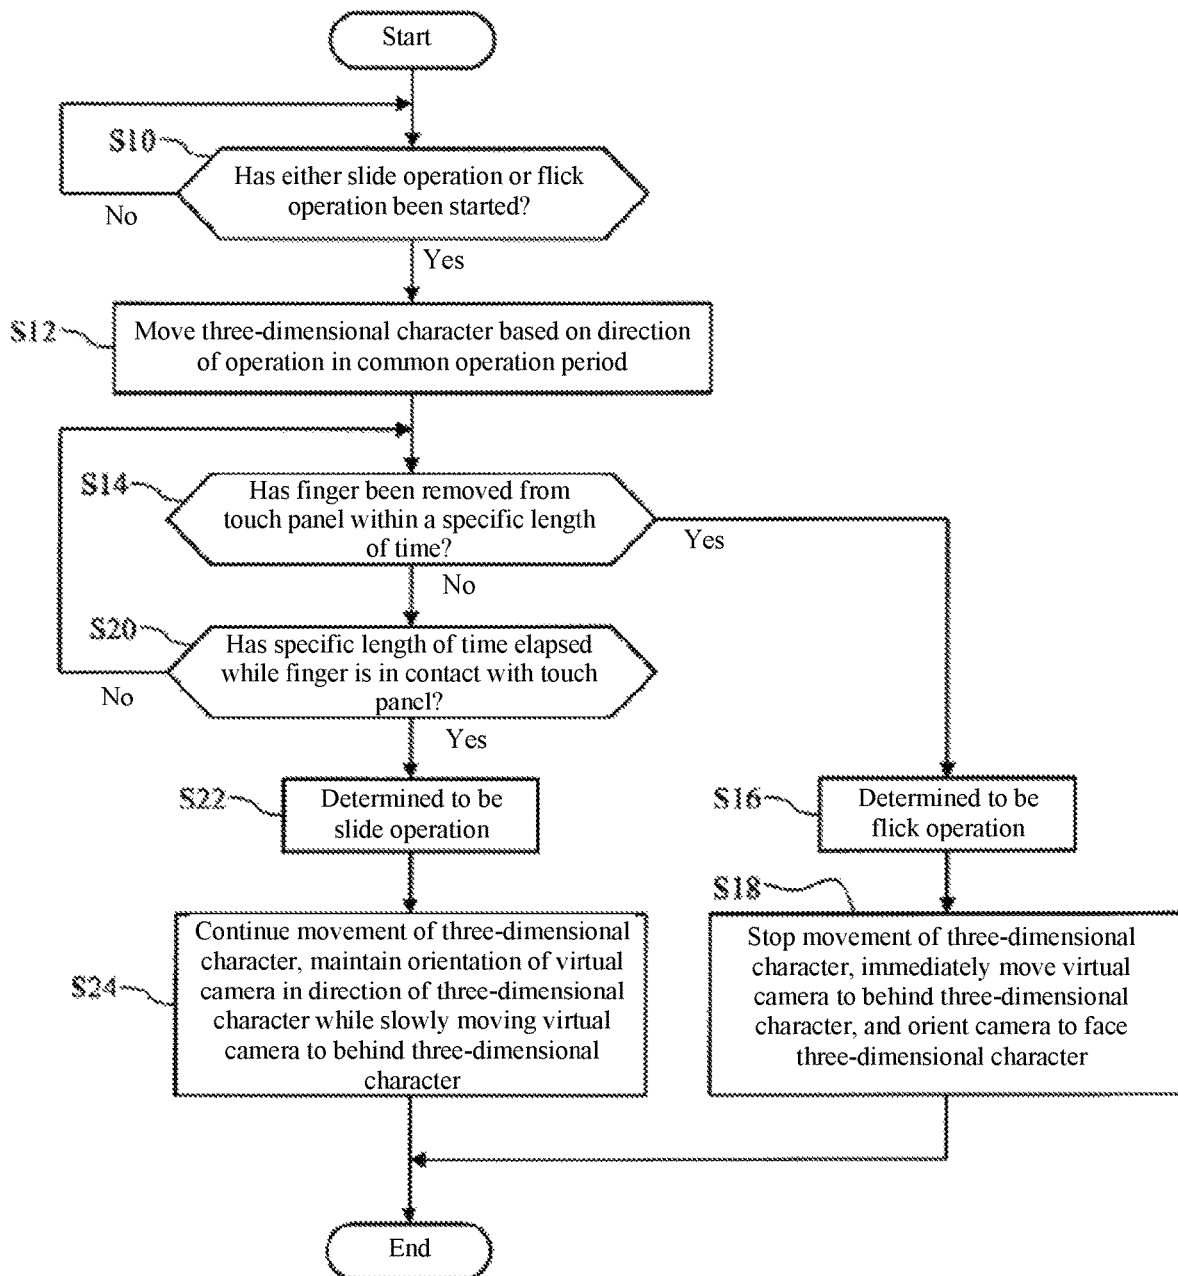 Start
S10
Has either slide operation or flick
operation been started?
No
Yes
S12
Move three-dimensional character based on direction
of operation in common operation period
S14
Has finger been removed from
touch panel within a specific length
of time?
Yes
No
S20
Has specific length of time elapsed
while finger is in contact with touch
panel?
No
Yes
S22
Determined to be
slide operation
S16
Determined to be
flick operation
S18
Stop movement of three-dimensional
character, immediately move virtual
camera to behind three-dimensional
character, and orient camera to face
three-dimensional character
S24
Continue movement of three-dimensional
character, maintain orientation of virtual
camera in direction of three-dimensional
character while slowly moving virtual
camera to behind three-dimensional
character
End